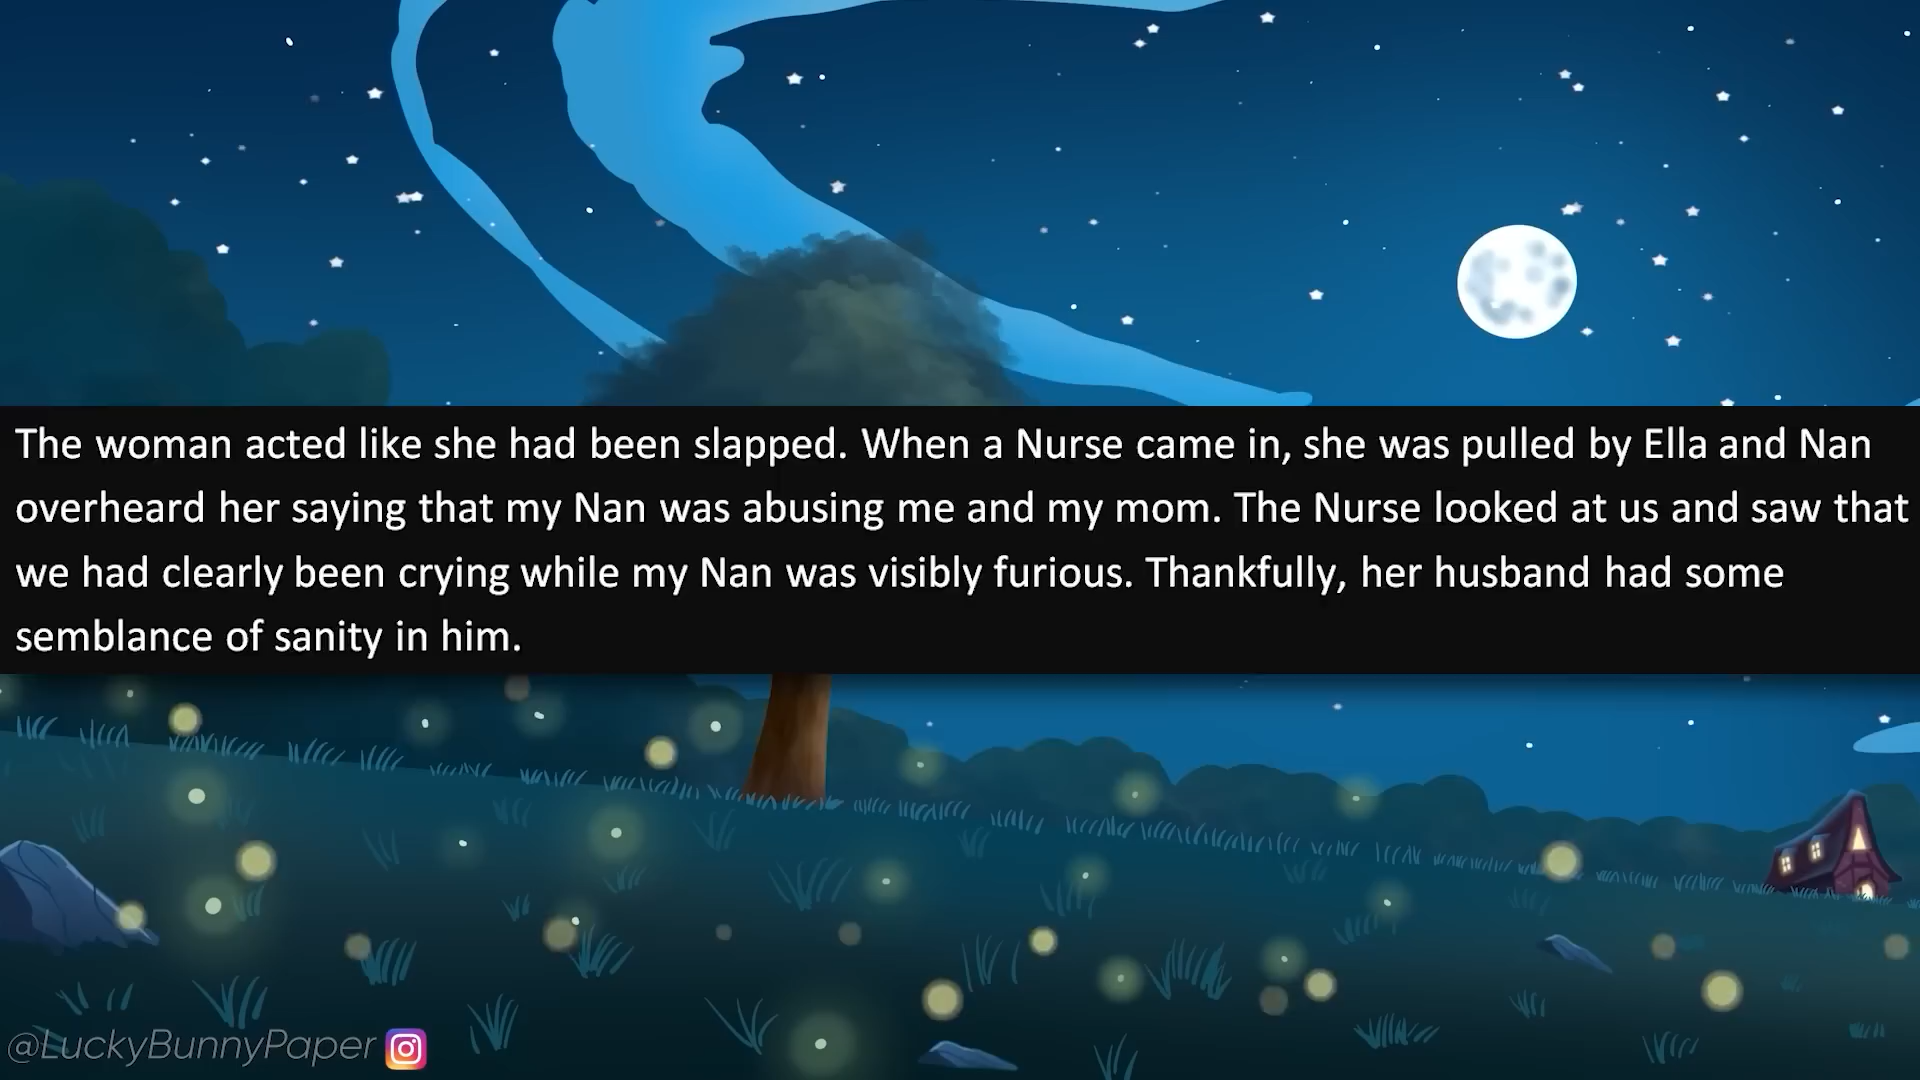 The woman acted like she had been slapped. When a Nurse came in, she was pulled by Ella and Nan
overheard her saying that my Nan was abusing me and my mom. The Nurse looked at us and saw that
we had clearly been crying while my Nan was visibly furious. Thankfully, her husband had some
semblance of sanity in him.
@LuckyBunnyPaper